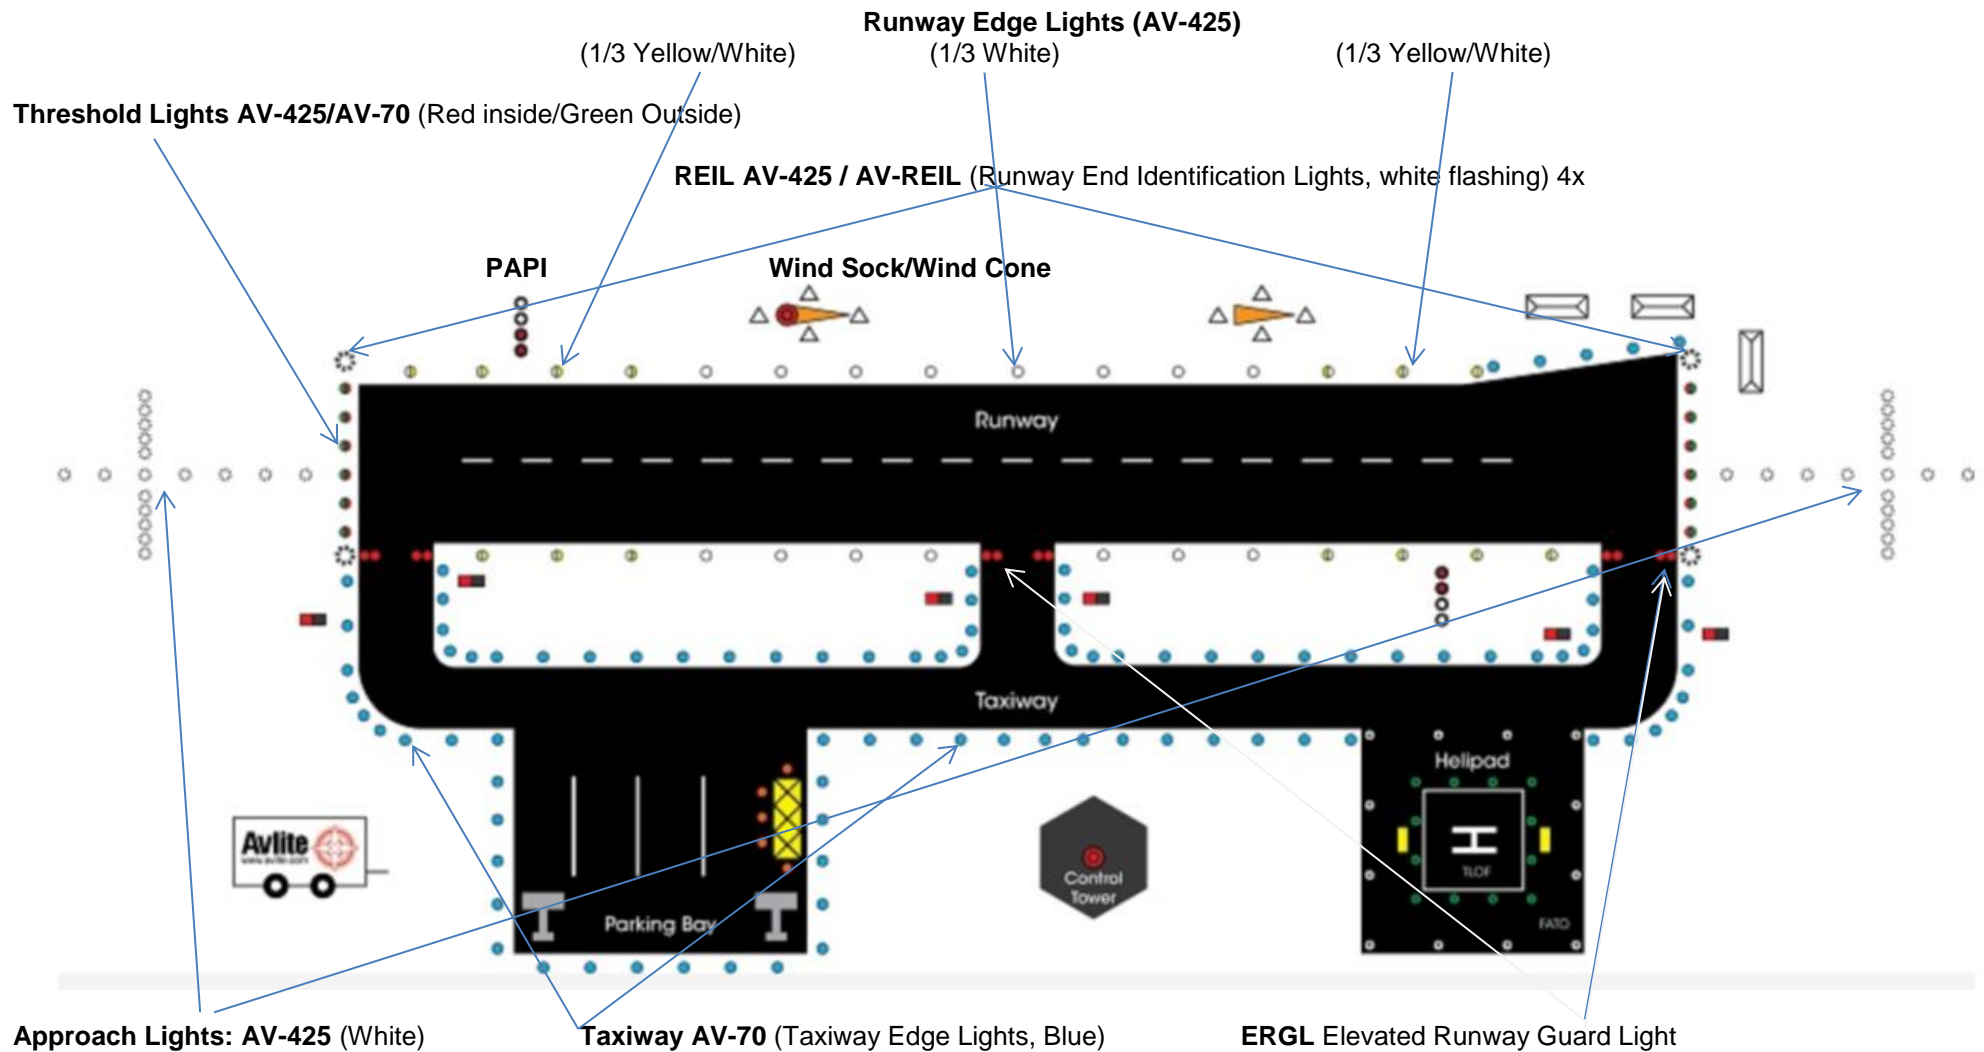 Runway Edge Lights (AV-425)
(1/3 Yellow/White) (1/3 White) (1/3 Yellow/White)
Threshold Lights AV-425/AV-70 (Red inside/Green Outside)
REIL AV-425 / AV-REIL (Runway End Identification Lights, white flashing) 4x
PAPI Wind Sock/Wind Cone
Runway
Taxiway
Helipad
H
TLOF
FATO
Avlite
www.avlite.com
Control
Tower
Parking Bay
Approach Lights: AV-425 (White) Taxiway AV-70 (Taxiway Edge Lights, Blue) ERGL Elevated Runway Guard Light